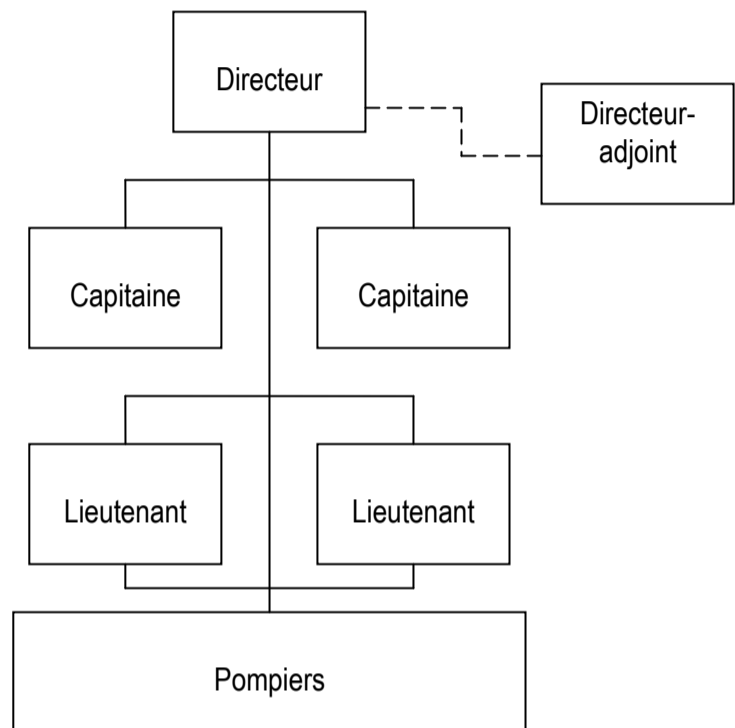 Directeur
Directeur-
adjoint
Capitaine
Capitaine
Lieutenant
Lieutenant
Pompiers